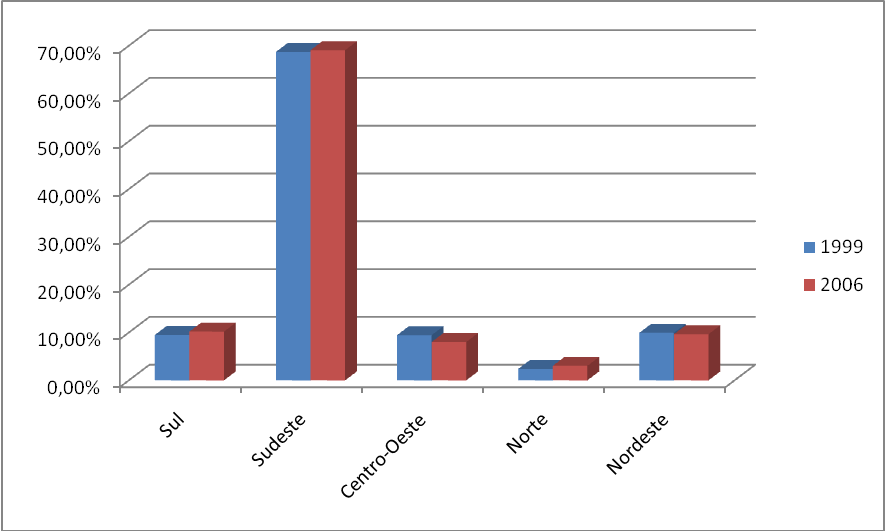 70,00%
60,00%
50,00%
40,00%
30,00%
20,00%
10,00%
0,00%
Sul
Sudeste
Centro-Oeste
Norte
Nordeste
1999
2006